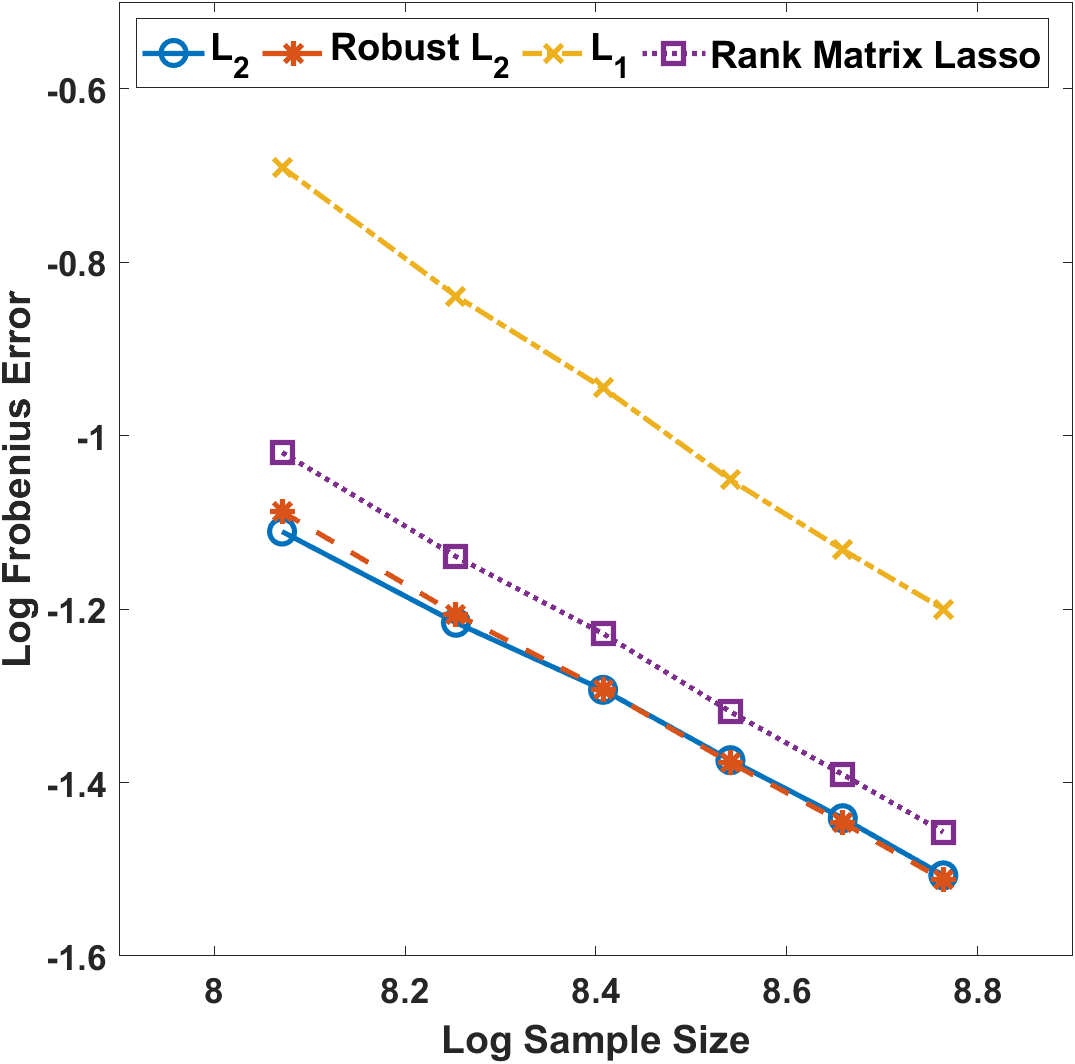 L2 Robust L2 L1 Rank Matrix Lasso
-0.6
-0.8
-1
-1.2
-1.4
-1.6
8 8.2 8.4 8.6 8.8
Log Sample Size
Log Frobenius Error